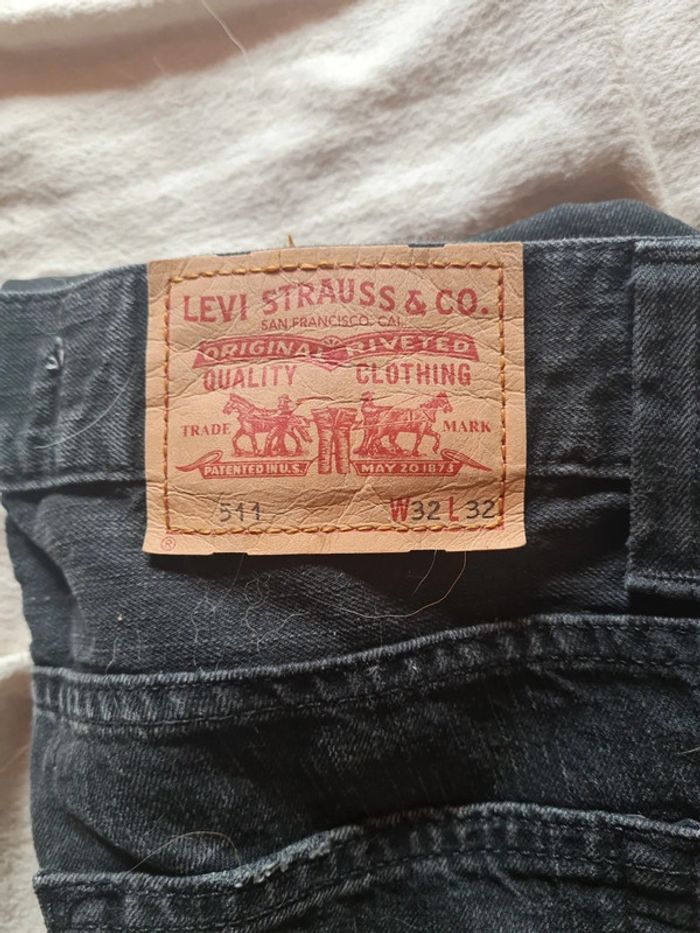 LEVI STRAUSS & CO.
SAN FRANCISCO, CAL.
ORIGINAL RIVETED
QUALITY CLOTHING
TRADE MARK
PATENTED IN U.S. MAY 20 1873
511 W32 L32
®